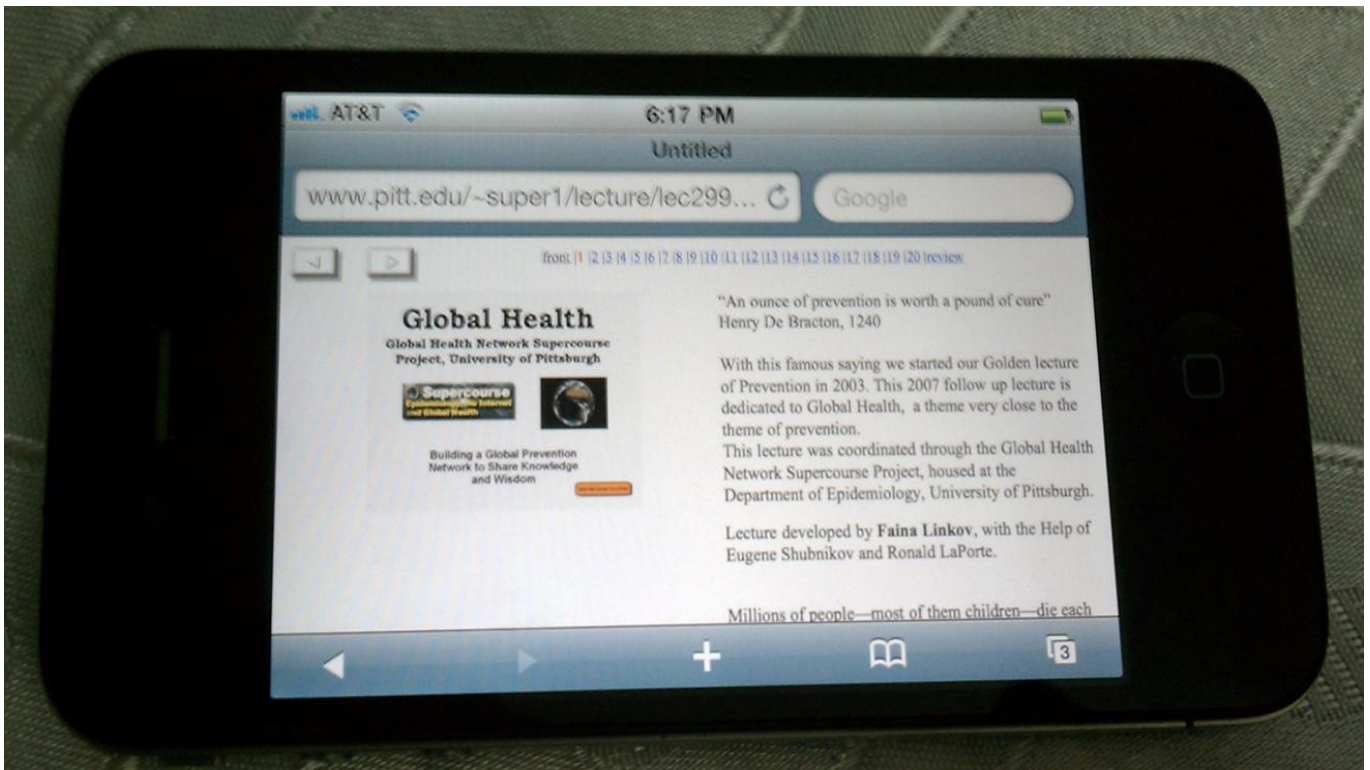 AT&T 6:17 PM
Untitled
www.pitt.edu/~super1/lecture/lec299... Google
front |1 |2 |3 |4 |5 |6 |7 |8 |9 |10 |11 |12 |13 |14 |15 |16 |17 |18 |19 |20 |review
Global Health
Global Health Network Supercourse
Project, University of Pittsburgh
Supercourse
Epidemiology, the Internet
and Global Health
Building a Global Prevention
Network to Share Knowledge
and Wisdom
"An ounce of prevention is worth a pound of cure"
Henry De Bracton, 1240
With this famous saying we started our Golden lecture
of Prevention in 2003. This 2007 follow up lecture is
dedicated to Global Health, a theme very close to the
theme of prevention.
This lecture was coordinated through the Global Health
Network Supercourse Project, housed at the
Department of Epidemiology, University of Pittsburgh.
Lecture developed by Faina Linkov, with the Help of
Eugene Shubnikov and Ronald LaPorte.
Millions of people—most of them children—die each
3